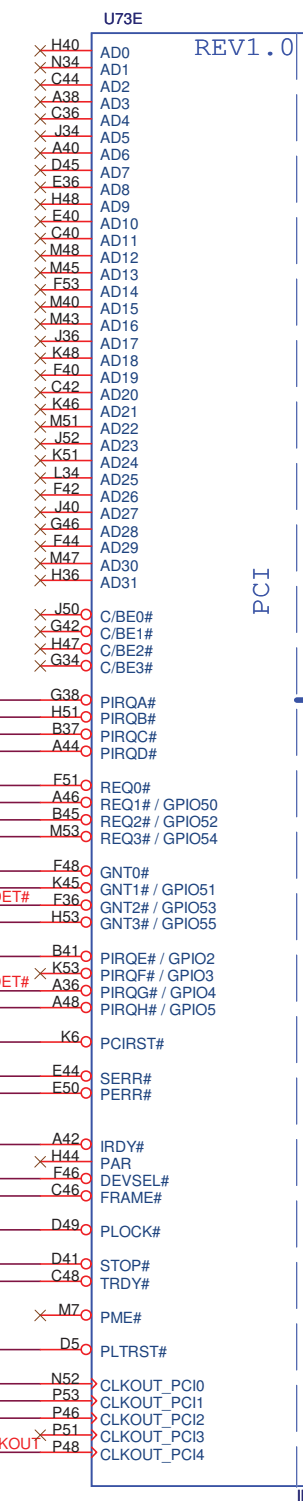 U73E
REV1.0
H40 AD0
N34 AD1
C44 AD2
A38 AD3
C36 AD4
J34 AD5
A40 AD6
D45 AD7
E36 AD8
H48 AD9
E40 AD10
C40 AD11
M48 AD12
M45 AD13
F53 AD14
M40 AD15
M43 AD16
J36 AD17
K48 AD18
F40 AD19
C42 AD20
K46 AD21
M51 AD22
J52 AD23
K51 AD24
L34 AD25
F42 AD26
J40 AD27
G46 AD28
F44 AD29
M47 AD30
H36 AD31
PCI
J50 C/BE0#
G42 C/BE1#
H47 C/BE2#
G34 C/BE3#
G38 PIRQA#
H51 PIRQB#
B37 PIRQC#
A44 PIRQD#
F51 REQ0#
A46 REQ1# / GPIO50
B45 REQ2# / GPIO52
M53 REQ3# / GPIO54
F48 GNT0#
K45 GNT1# / GPIO51
ET# F36 GNT2# / GPIO53
H53 GNT3# / GPIO55
B41 PIRQE# / GPIO2
K53 PIRQF# / GPIO3
ET# A36 PIRQG# / GPIO4
A48 PIRQH# / GPIO5
K6 PCIRST#
E44 SERR#
E50 PERR#
A42 IRDY#
H44 PAR
F46 DEVSEL#
C46 FRAME#
D49 PLOCK#
D41 STOP#
C48 TRDY#
M7 PME#
D5 PLTRST#
N52 CLKOUT_PCI0
P53 CLKOUT_PCI1
P46 CLKOUT_PCI2
P51 CLKOUT_PCI3
KOUT P48 CLKOUT_PCI4